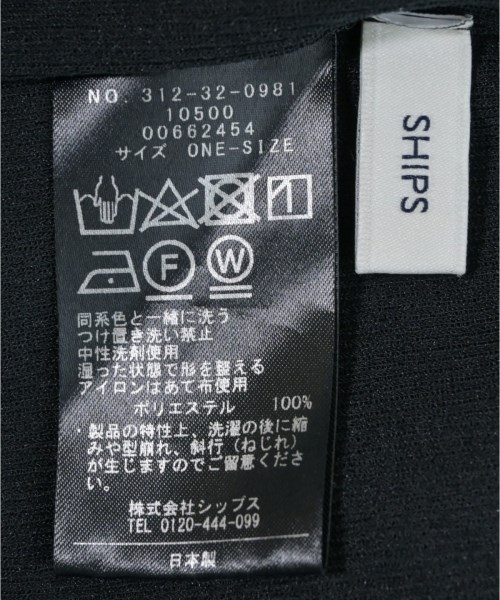 NO. 312-32-0981
10500
00662454
サイズ ONE-SIZE
F W
同系色と一緒に洗う
つけ置き洗い禁止
中性洗剤使用
湿った状態で形を整える
アイロンはあて布使用
ポリエステル 100%
・製品の特性上、洗濯の後に縮
みや型崩れ、斜行（ねじれ）
が生じますのでご留意くださ
い。
株式会社シップス
TEL 0120-444-099
日本製
SHIPS